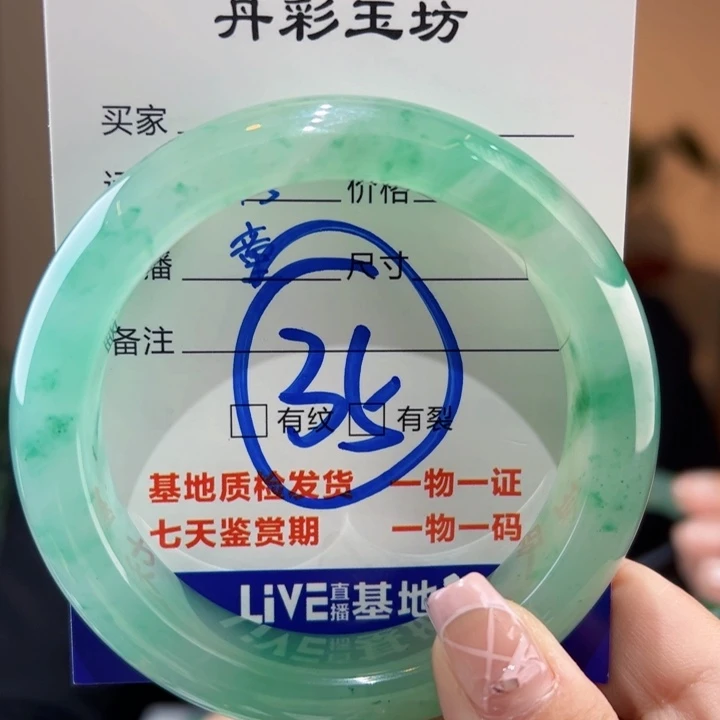 丹彩玉坊
买家
价格
播 童 尺寸
备注
35
有纹 有裂
基地质检发货 一物一证
七天鉴赏期 一物一码
LiVE直播基地